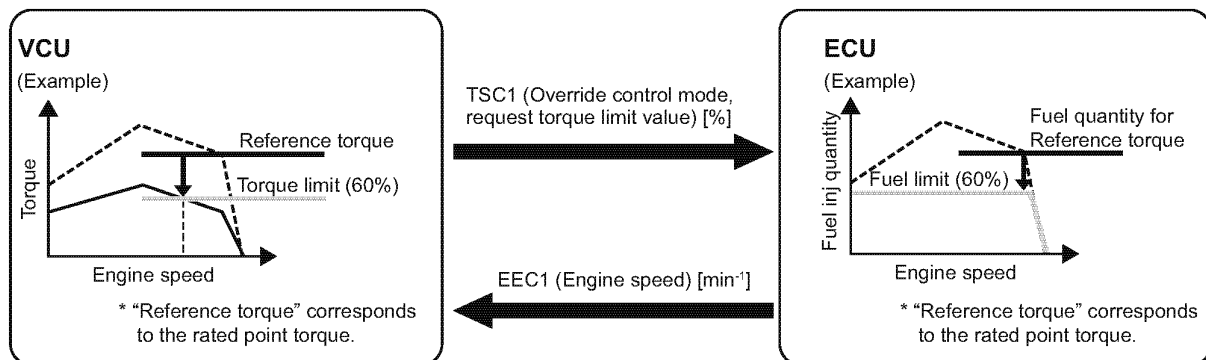 VCU
(Example)
Torque
Reference torque
Torque limit (60%)
Engine speed
* “Reference torque” corresponds
to the rated point torque.
TSC1 (Override control mode,
request torque limit value) [%]
EEC1 (Engine speed) [min⁻¹]
ECU
(Example)
Fuel inj quantity
Fuel quantity for
Reference torque
Fuel limit (60%)
Engine speed
* “Reference torque” corresponds
to the rated point torque.